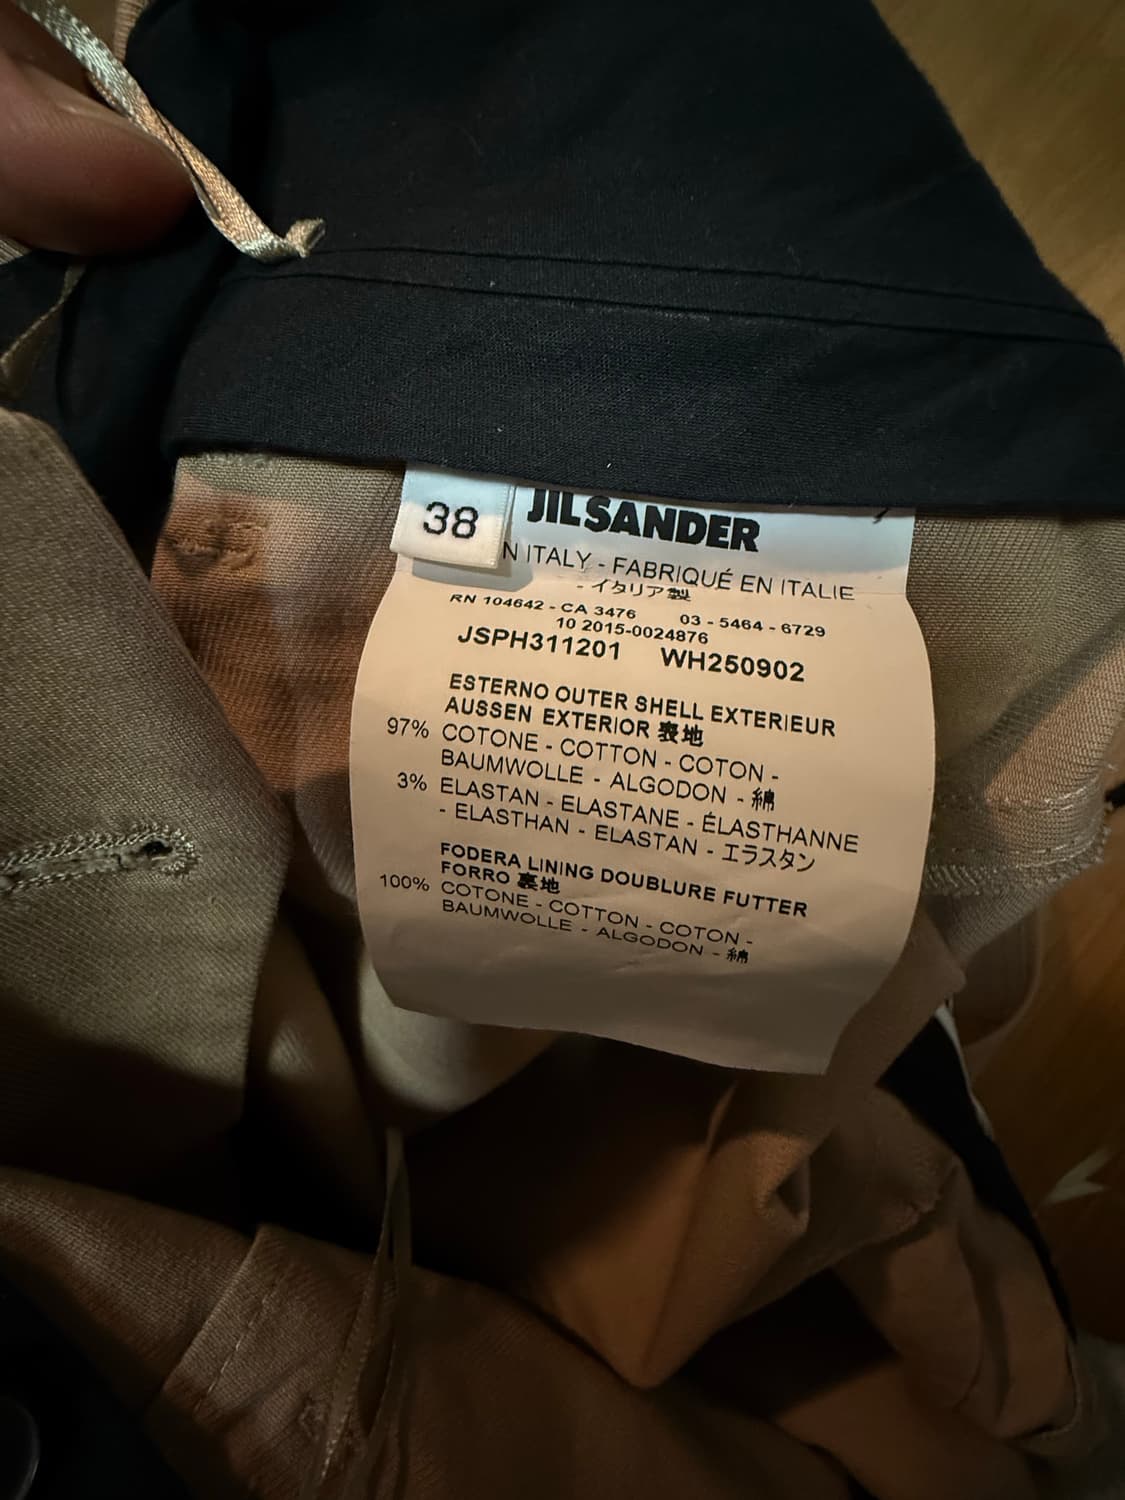 38
JIL SANDER
N ITALY - FABRIQUÉ EN ITALIE
- イタリア製
RN 104642 - CA 3476 03 - 5464 - 6729
10 2015-0024876
JSPH311201 WH250902
ESTERNO OUTER SHELL EXTERIEUR
AUSSEN EXTERIOR 表地
97% COTONE - COTTON - COTON -
BAUMWOLLE - ALGODON - 綿
3% ELASTAN - ELASTANE - ÉLASTHANNE
- ELASTHAN - ELASTAN - エラスタン
FODERA LINING DOUBLURE FUTTER
FORRO 裏地
100% COTONE - COTTON - COTON -
BAUMWOLLE - ALGODON - 綿